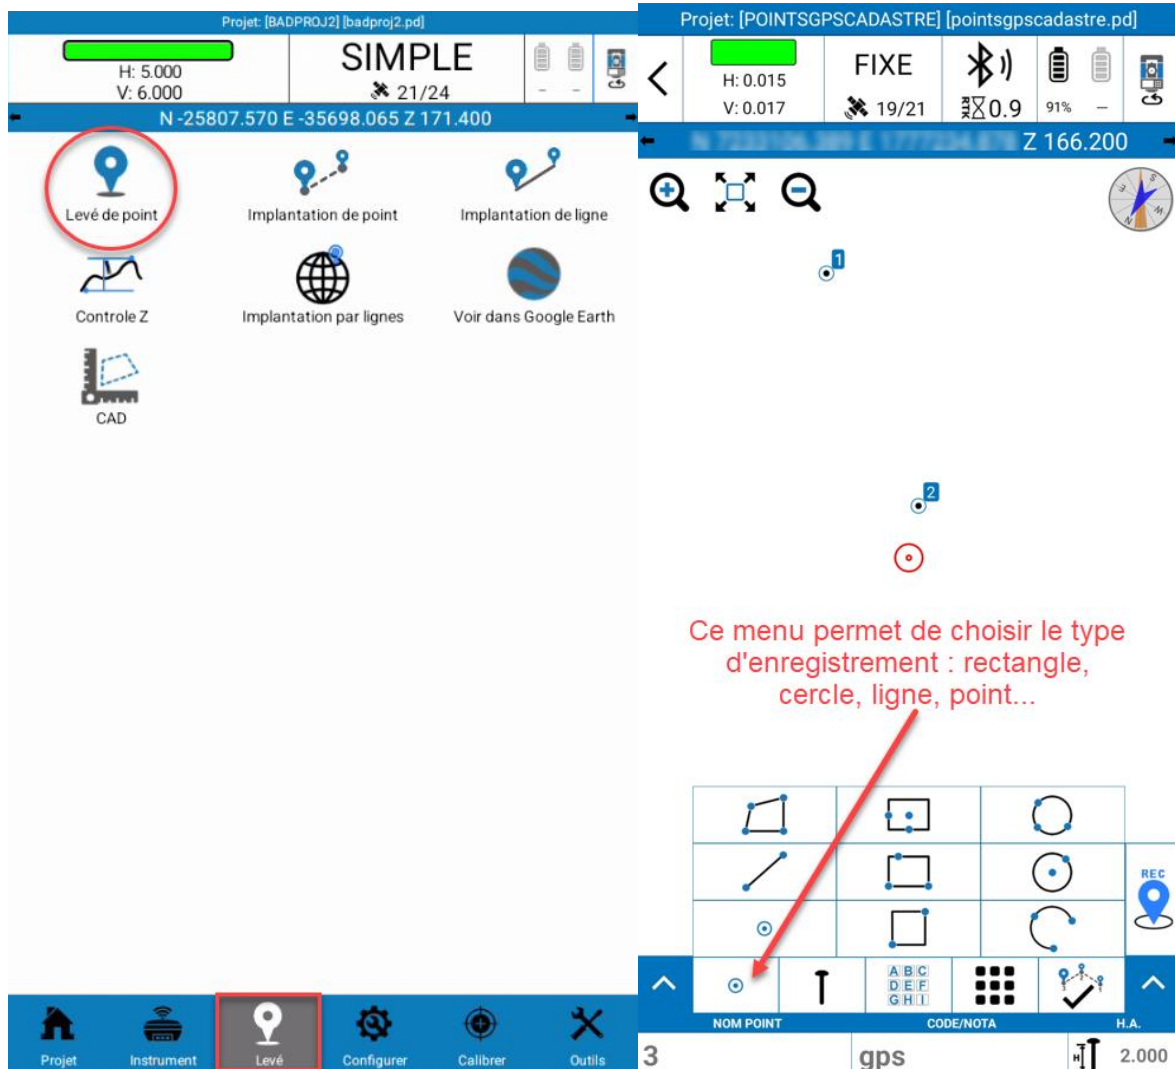 Projet: [BADPROJ2] [badproj2.pd]
H: 5.000
V: 6.000
SIMPLE
21/24
- -
N -25807.570 E -35698.065 Z 171.400
Levé de point
Implantation de point
Implantation de ligne
Controle Z
Implantation par lignes
Voir dans Google Earth
CAD
Projet
Instrument
Levé
Configurer
Calibrer
Outils
Projet: [POINTSGPSCADASTRE] [pointsgpscadastre.pd]
H: 0.015
V: 0.017
FIXE
19/21
RTK 0.9
91% -
Z 166.200
S
E
W
N
1
2
Ce menu permet de choisir le type
d'enregistrement : rectangle,
cercle, ligne, point...
REC
A B C
D E F
G H I
NOM POINT
CODE/NOTA
H.A.
3
gps
H
2.000